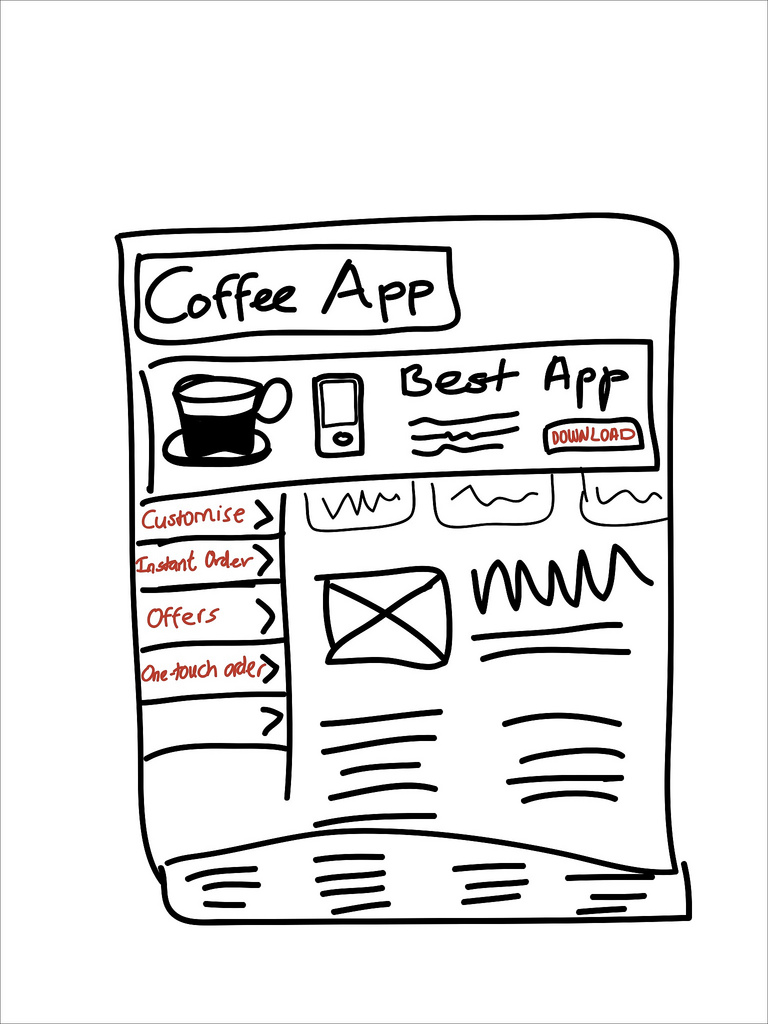 Coffee App
Best App
DOWNLOAD
Customise
Instant Order
Offers
One-touch order